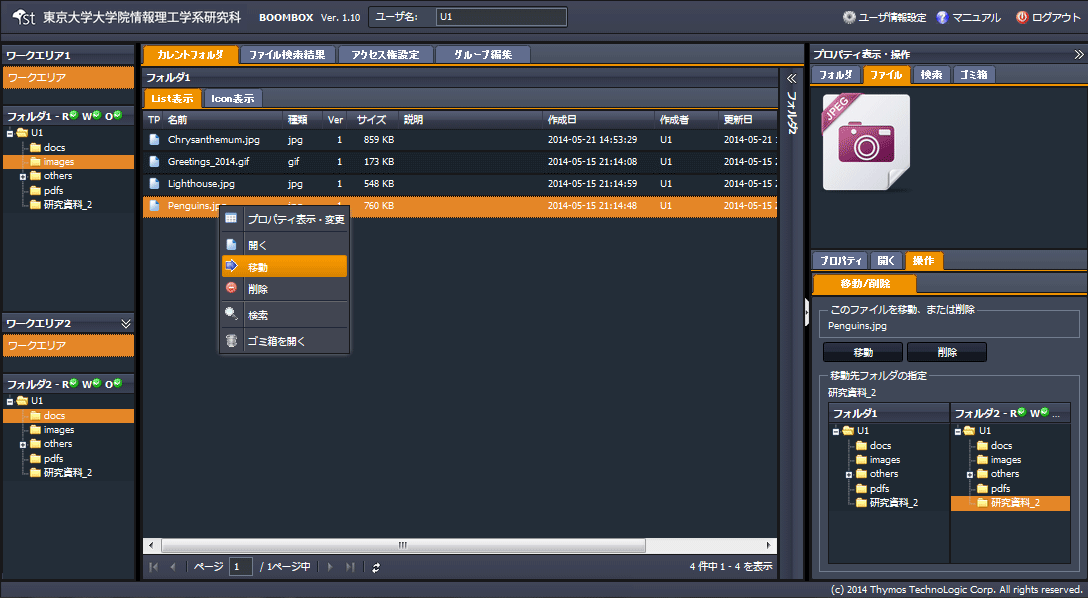 ist 東京大学大学院情報理工学系研究科 BOOMBOX Ver. 1.10 ユーザ名: U1 ユーザ情報設定 マニュアル ログアウト
ワークエリア1
ワークエリア
フォルダ1 - R W O
U1
docs
images
others
pdfs
研究資料_2
ワークエリア2
ワークエリア
フォルダ2 - R W O
U1
docs
images
others
pdfs
研究資料_2
カレントフォルダ ファイル検索結果 アクセス権設定 グループ編集
フォルダ1
List表示 Icon表示
TP 名前 種類 Ver サイズ 説明 作成日 作成者 更新日
Chrysanthemum.jpg jpg 1 859 KB 2014-05-21 14:53:29 U1 2014-05-21 1
Greetings_2014.gif gif 1 173 KB 2014-05-15 21:14:08 U1 2014-05-15 2
Lighthouse.jpg jpg 1 548 KB 2014-05-15 21:14:59 U1 2014-05-15 2
Penguins.jpg jpg 1 760 KB 2014-05-15 21:14:48 U1 2014-05-15 2
プロパティ表示・変更
開く
移動
削除
検索
ゴミ箱を開く
ページ 1 / 1ページ中 4 件中 1 - 4 を表示
フォルダ2
プロパティ表示・操作
フォルダ ファイル 検索 ゴミ箱
JPEG
プロパティ 開く 操作
移動/削除
このファイルを移動、または削除
Penguins.jpg
移動 削除
移動先フォルダの指定
研究資料_2
フォルダ1
U1
docs
images
others
pdfs
研究資料_2
フォルダ2 - R W ...
U1
docs
images
others
pdfs
研究資料_2
(c) 2014 Thymos TechnoLogic Corp. All rights reserved.